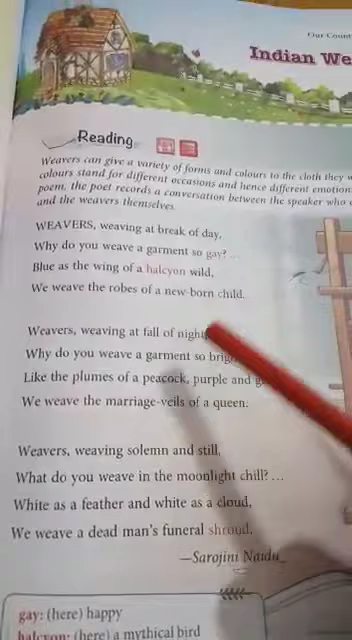 Our Count
Indian We
Reading
Weavers can give a variety of forms and colours to the cloth they w
colours stand for different occasions and hence different emotion
poem, the poet records a conversation between the speaker who
and the weavers themselves.
WEAVERS, weaving at break of day,
Why do you weave a garment so gay? ...
Blue as the wing of a halcyon wild,
We weave the robes of a new-born child.
Weavers, weaving at fall of night,
Why do you weave a garment so brig
Like the plumes of a peacock, purple and g
We weave the marriage-veils of a queen.
Weavers, weaving solemn and still,
What do you weave in the moonlight chill? ...
White as a feather and white as a cloud,
We weave a dead man's funeral shroud.
—Sarojini Naidu
gay: (here) happy
halcyon: (here) a mythical bird